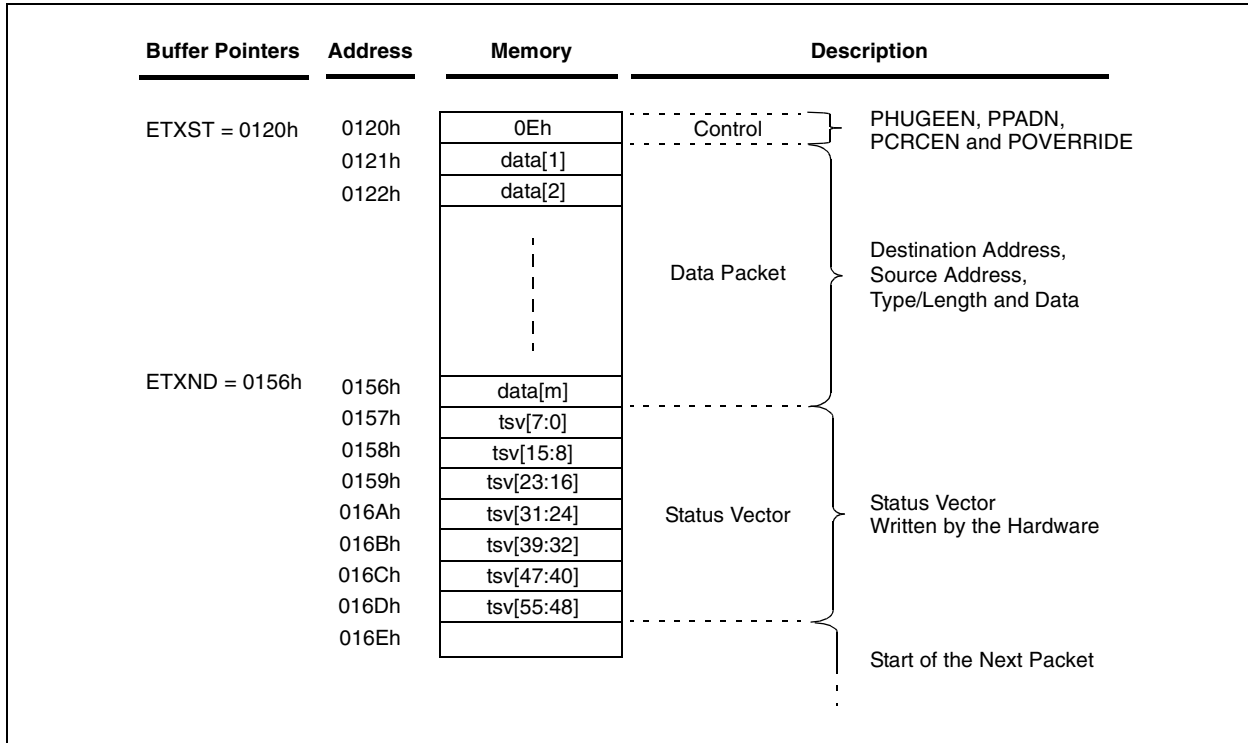 Buffer Pointers Address Memory Description
ETXST = 0120h 0120h 0Eh Control PHUGEEN, PPADN,
PCRCEN and POVERRIDE
0121h data[1]
0122h data[2]
Data Packet
Destination Address,
Source Address,
Type/Length and Data
ETXND = 0156h 0156h data[m]
0157h tsv[7:0]
0158h tsv[15:8]
0159h tsv[23:16]
016Ah tsv[31:24] Status Vector Status Vector
Written by the Hardware
016Bh tsv[39:32]
016Ch tsv[47:40]
016Dh tsv[55:48]
016Eh
Start of the Next Packet